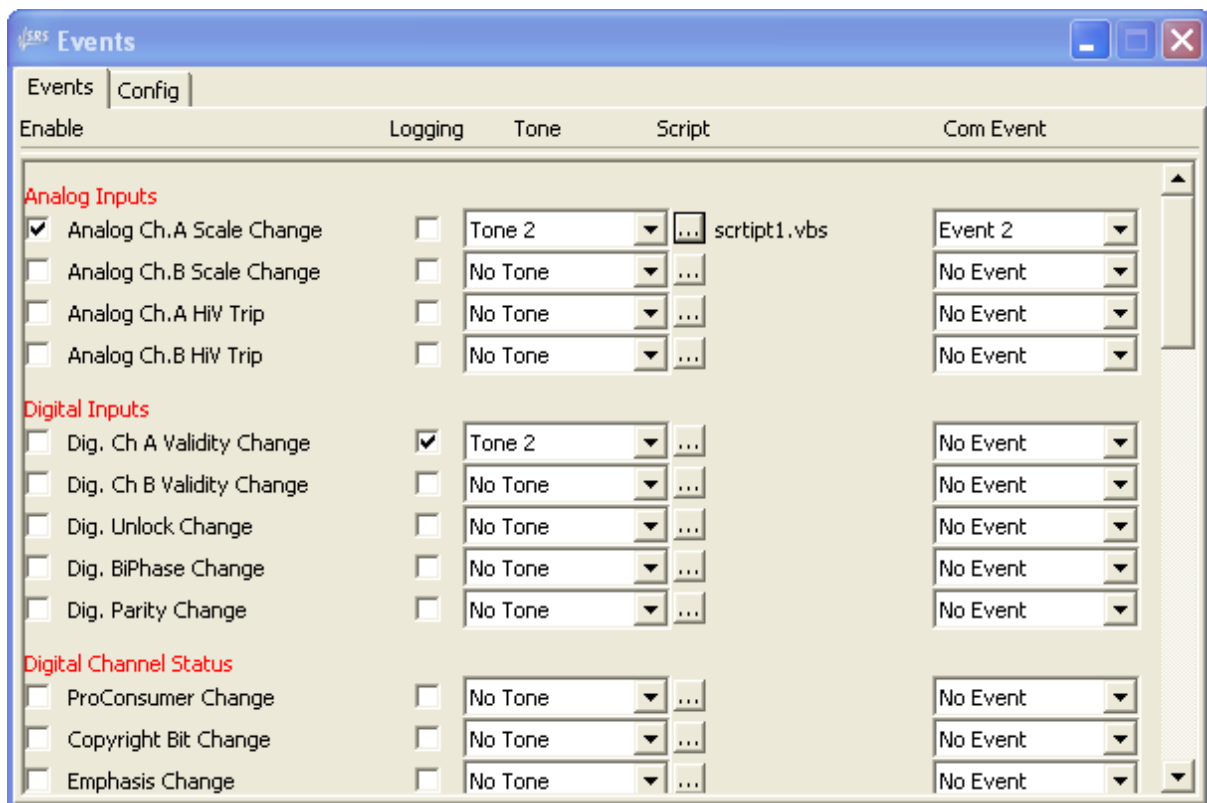 SRS Events
Events Config
Enable Logging Tone Script Com Event
Analog Inputs
Analog Ch.A Scale Change Tone 2 ... scrtipt1.vbs Event 2
Analog Ch.B Scale Change No Tone ... No Event
Analog Ch.A HiV Trip No Tone ... No Event
Analog Ch.B HiV Trip No Tone ... No Event
Digital Inputs
Dig. Ch A Validity Change Tone 2 ... No Event
Dig. Ch B Validity Change No Tone ... No Event
Dig. Unlock Change No Tone ... No Event
Dig. BiPhase Change No Tone ... No Event
Dig. Parity Change No Tone ... No Event
Digital Channel Status
ProConsumer Change No Tone ... No Event
Copyright Bit Change No Tone ... No Event
Emphasis Change No Tone ... No Event